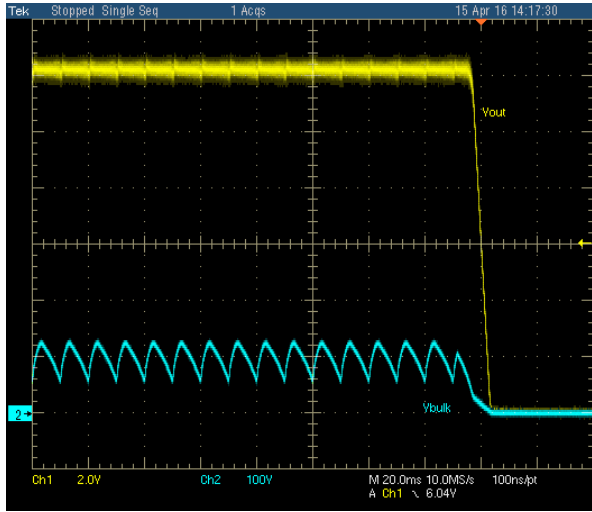 Tek Stopped Single Seq 1 Acqs 15 Apr 16 14:17:30
Vout
Vbulk
2
Ch1 2.0V Ch2 100V M 20.0ms 10.0MS/s 100ns/pt
A Ch1 \ 6.04V